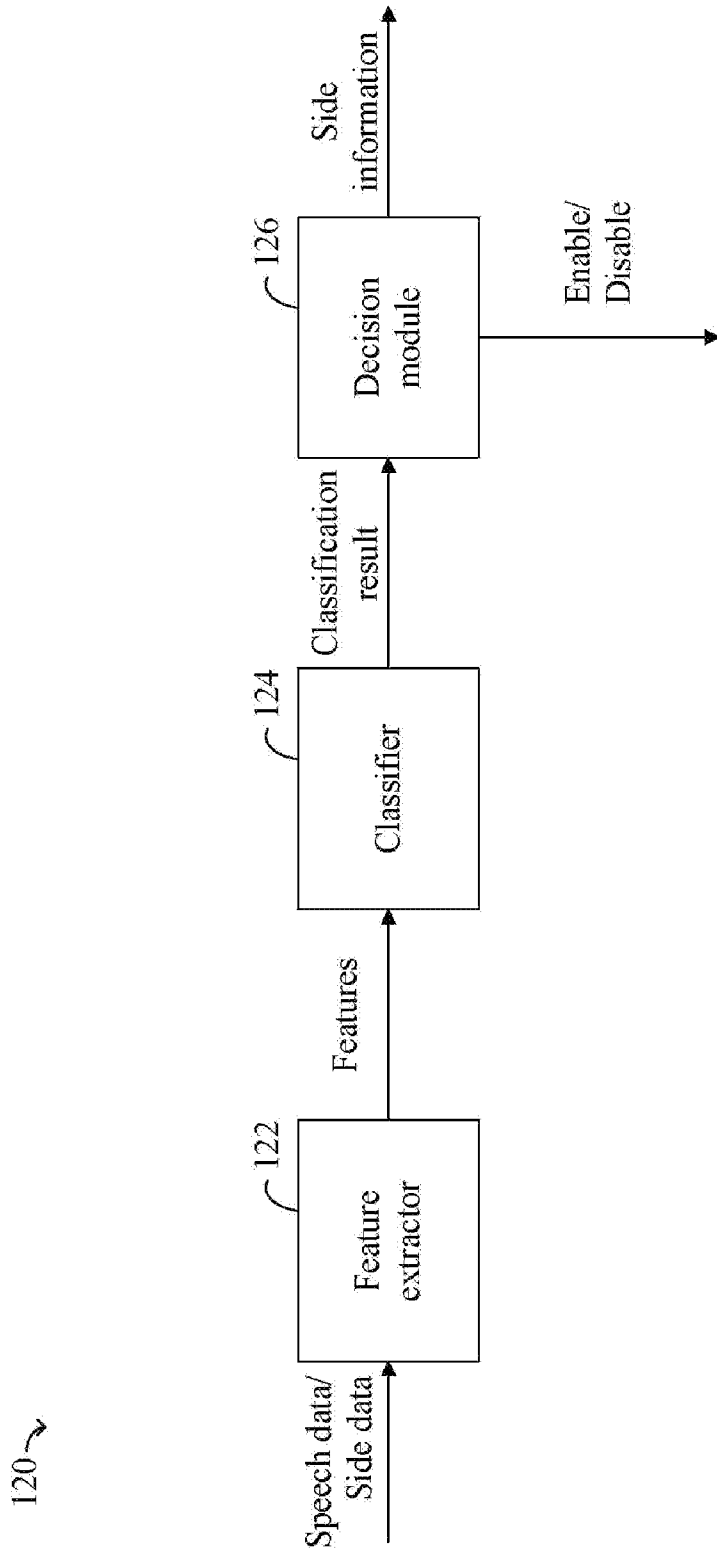 120
Speech data/
Side data
122
Feature
extractor
Features
124
Classifier
Classification
result
126
Decision
module
Side
information
Enable/
Disable